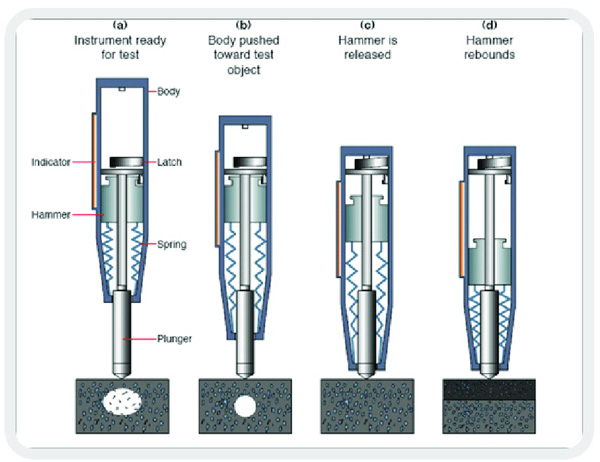 (a)
Instrument ready
for test
(b)
Body pushed
toward test
object
(c)
Hammer is
released
(d)
Hammer
rebounds
Body
Indicator
Latch
Hammer
Spring
Plunger